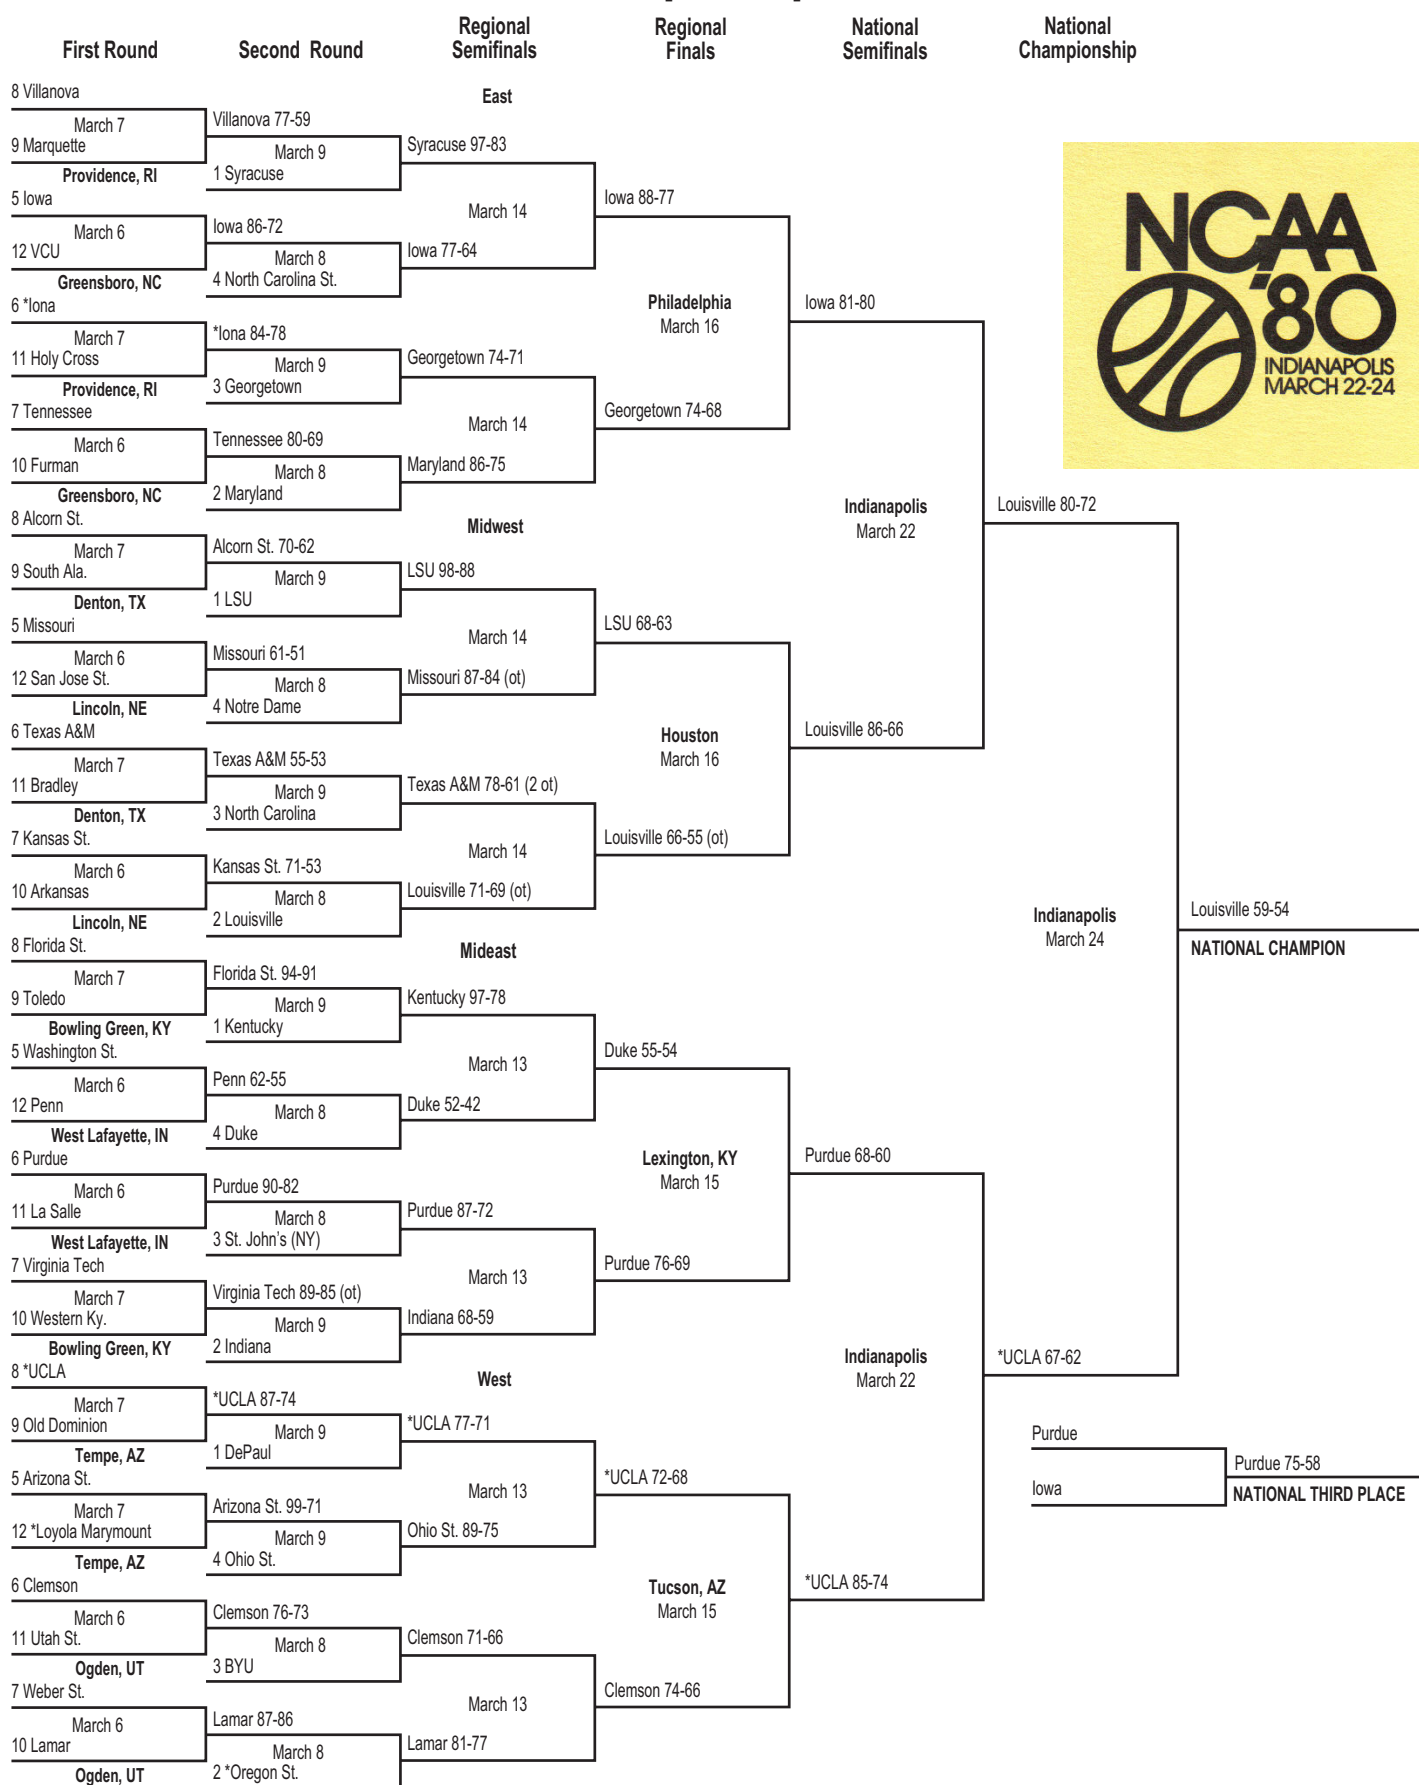 First Round
Second Round
Regional
Semifinals
Regional
Finals
National
Semifinals
National
Championship
East
8 Villanova
March 7
9 Marquette
Providence, RI
5 Iowa
March 6
12 VCU
Greensboro, NC
6 *Iona
March 7
11 Holy Cross
Providence, RI
7 Tennessee
March 6
10 Furman
Greensboro, NC
Villanova 77-59
March 9
1 Syracuse
Iowa 86-72
March 8
4 North Carolina St.
*Iona 84-78
March 9
3 Georgetown
Tennessee 80-69
March 8
2 Maryland
Syracuse 97-83
March 14
Iowa 77-64
Georgetown 74-71
March 14
Maryland 86-75
Iowa 88-77
Philadelphia
March 16
Georgetown 74-68
Iowa 81-80
Midwest
8 Alcorn St.
March 7
9 South Ala.
Denton, TX
5 Missouri
March 6
12 San Jose St.
Lincoln, NE
6 Texas A&M
March 7
11 Bradley
Denton, TX
7 Kansas St.
March 6
10 Arkansas
Lincoln, NE
Alcorn St. 70-62
March 9
1 LSU
Missouri 61-51
March 8
4 Notre Dame
Texas A&M 55-53
March 9
3 North Carolina
Kansas St. 71-53
March 8
2 Louisville
LSU 98-88
March 14
Missouri 87-84 (ot)
Texas A&M 78-61 (2 ot)
March 14
Louisville 71-69 (ot)
LSU 68-63
Houston
March 16
Louisville 66-55 (ot)
Louisville 86-66
Indianapolis
March 22
Louisville 80-72
Mideast
8 Florida St.
March 7
9 Toledo
Bowling Green, KY
5 Washington St.
March 6
12 Penn
West Lafayette, IN
6 Purdue
March 6
11 La Salle
West Lafayette, IN
7 Virginia Tech
March 7
10 Western Ky.
Bowling Green, KY
Florida St. 94-91
March 9
1 Kentucky
Penn 62-55
March 8
4 Duke
Purdue 90-82
March 8
3 St. John's (NY)
Virginia Tech 89-85 (ot)
March 9
2 Indiana
Kentucky 97-78
March 13
Duke 52-42
Purdue 87-72
March 13
Indiana 68-59
Duke 55-54
Lexington, KY
March 15
Purdue 76-69
Purdue 68-60
West
8 *UCLA
March 7
9 Old Dominion
Tempe, AZ
5 Arizona St.
March 7
12 *Loyola Marymount
Tempe, AZ
6 Clemson
March 6
11 Utah St.
Ogden, UT
7 Weber St.
March 6
10 Lamar
Ogden, UT
*UCLA 87-74
March 9
1 DePaul
Arizona St. 99-71
March 9
4 Ohio St.
Clemson 76-73
March 8
3 BYU
Lamar 87-86
March 8
2 *Oregon St.
*UCLA 77-71
March 13
Ohio St. 89-75
Clemson 71-66
March 13
Lamar 81-77
*UCLA 72-68
Tucson, AZ
March 15
Clemson 74-66
*UCLA 85-74
Indianapolis
March 22
*UCLA 67-62
Indianapolis
March 24
Louisville 59-54
NATIONAL CHAMPION
Purdue
Iowa
Purdue 75-58
NATIONAL THIRD PLACE
NCAA
'80
INDIANAPOLIS
MARCH 22-24